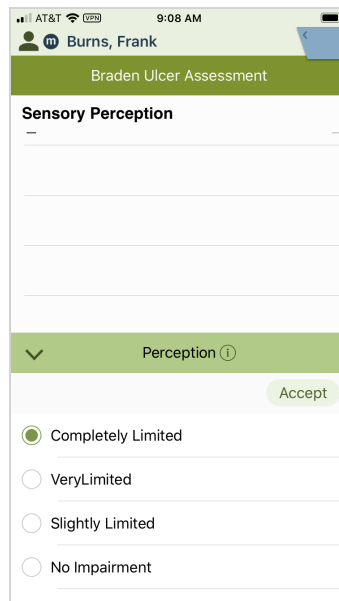 AT&T VPN 9:08 AM
m Burns, Frank
Braden Ulcer Assessment
Sensory Perception
–
–
Perception i
Accept
Completely Limited
VeryLimited
Slightly Limited
No Impairment